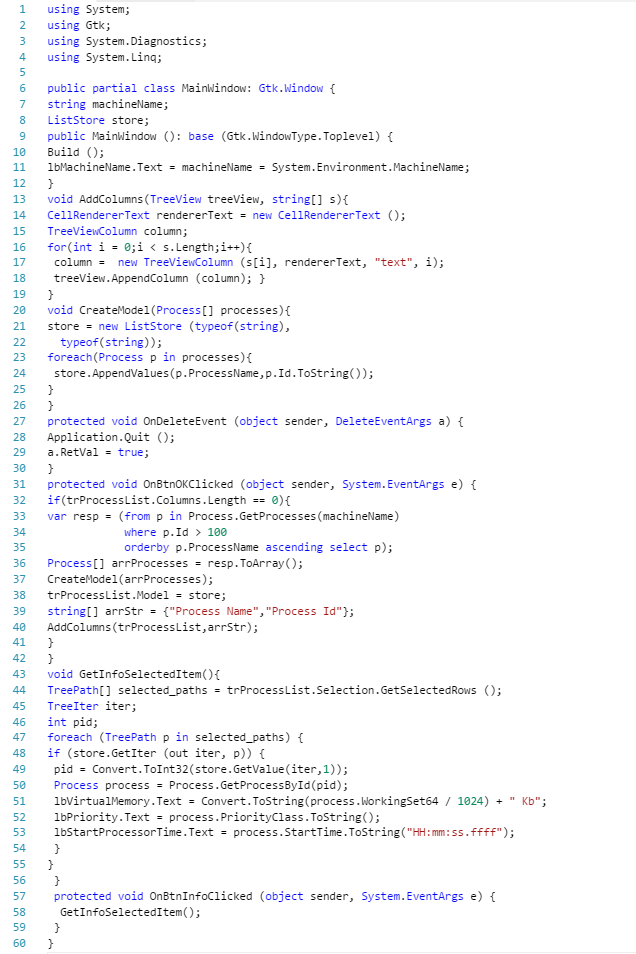 1 using System;
2 using Gtk;
3 using System.Diagnostics;
4 using System.Linq;
5
6 public partial class MainWindow: Gtk.Window {
7 string machineName;
8 ListStore store;
9 public MainWindow (): base (Gtk.WindowType.Toplevel) {
10 Build ();
11 lbMachineName.Text = machineName = System.Environment.MachineName;
12 }
13 void AddColumns(TreeView treeView, string[] s){
14 CellRendererText rendererText = new CellRendererText ();
15 TreeViewColumn column;
16 for(int i = 0;i < s.Length;i++){
17  column =  new TreeViewColumn (s[i], rendererText, "text", i);
18  treeView.AppendColumn (column); }
19 }
20 void CreateModel(Process[] processes){
21 store = new ListStore (typeof(string),
22   typeof(string));
23 foreach(Process p in processes){
24  store.AppendValues(p.ProcessName,p.Id.ToString());
25 }
26 }
27 protected void OnDeleteEvent (object sender, DeleteEventArgs a) {
28 Application.Quit ();
29 a.RetVal = true;
30 }
31 protected void OnBtnOKClicked (object sender, System.EventArgs e) {
32 if(trProcessList.Columns.Length == 0){
33 var resp = (from p in Process.GetProcesses(machineName)
34             where p.Id > 100
35             orderby p.ProcessName ascending select p);
36 Process[] arrProcesses = resp.ToArray();
37 CreateModel(arrProcesses);
38 trProcessList.Model = store;
39 string[] arrStr = {"Process Name","Process Id"};
40 AddColumns(trProcessList,arrStr);
41 }
42 }
43 void GetInfoSelectedItem(){
44 TreePath[] selected_paths = trProcessList.Selection.GetSelectedRows ();
45 TreeIter iter;
46 int pid;
47 foreach (TreePath p in selected_paths) {
48 if (store.GetIter (out iter, p)) {
49  pid = Convert.ToInt32(store.GetValue(iter,1));
50  Process process = Process.GetProcessById(pid);
51  lbVirtualMemory.Text = Convert.ToString(process.WorkingSet64 / 1024) + " Kb";
52  lbPriority.Text = process.PriorityClass.ToString();
53  lbStartProcessorTime.Text = process.StartTime.ToString("HH:mm:ss.ffff");
54  }
55 }
56  }
57  protected void OnBtnInfoClicked (object sender, System.EventArgs e) {
58   GetInfoSelectedItem();
59  }
60 }